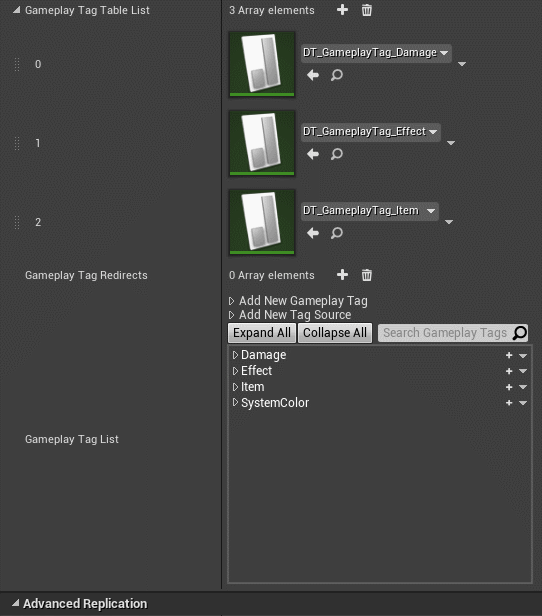 Gameplay Tag Table List 3 Array elements
0 DT_GameplayTag_Damage
1 DT_GameplayTag_Effect
2 DT_GameplayTag_Item
Gameplay Tag Redirects 0 Array elements
Add New Gameplay Tag
Add New Tag Source
Expand All Collapse All Search Gameplay Tags
Damage
Effect
Item
SystemColor
Gameplay Tag List
Advanced Replication